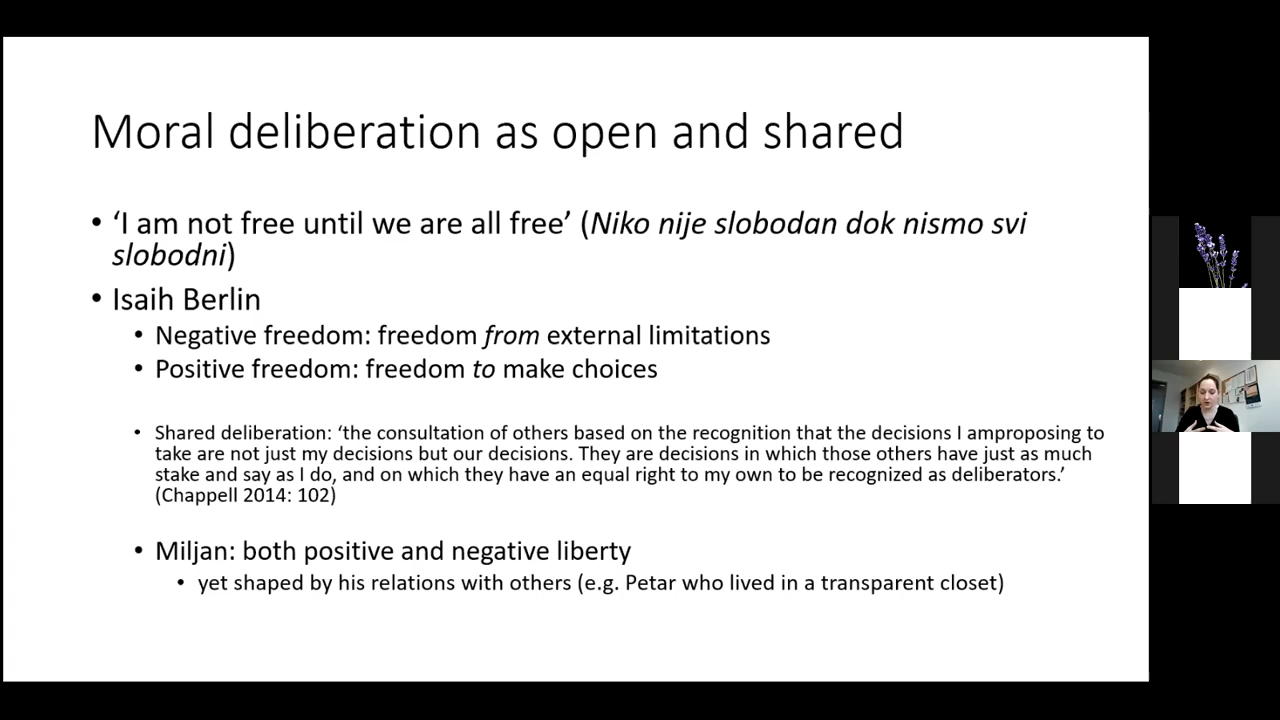 Moral deliberation as open and shared
• ‘I am not free until we are all free’ (Niko nije slobodan dok nismo svi
slobodni)
• Isaih Berlin
• Negative freedom: freedom from external limitations
• Positive freedom: freedom to make choices
• Shared deliberation: ‘the consultation of others based on the recognition that the decisions I amproposing to
take are not just my decisions but our decisions. They are decisions in which those others have just as much
stake and say as I do, and on which they have an equal right to my own to be recognized as deliberators.’
(Chappell 2014: 102)
• Miljan: both positive and negative liberty
• yet shaped by his relations with others (e.g. Petar who lived in a transparent closet)